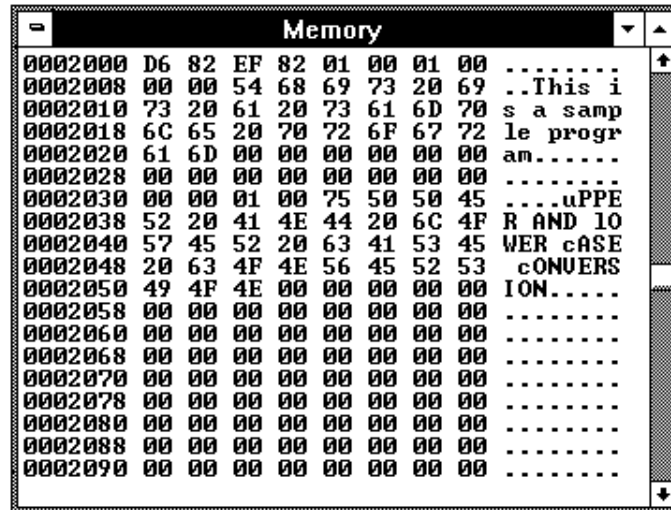 Memory
0002000 D6 82 EF 82 01 00 01 00 ........
0002008 00 00 54 68 69 73 20 69 ..This i
0002010 73 20 61 20 73 61 6D 70 s a samp
0002018 6C 65 20 70 72 6F 67 72 le progr
0002020 61 6D 00 00 00 00 00 00 am......
0002028 00 00 00 00 00 00 00 00 ........
0002030 00 00 01 00 75 50 50 45 ....uPPE
0002038 52 20 41 4E 44 20 6C 4F R AND lO
0002040 57 45 52 20 63 41 53 45 WER cASE
0002048 20 63 4F 4E 56 45 52 53  cONVERS
0002050 49 4F 4E 00 00 00 00 00 ION.....
0002058 00 00 00 00 00 00 00 00 ........
0002060 00 00 00 00 00 00 00 00 ........
0002068 00 00 00 00 00 00 00 00 ........
0002070 00 00 00 00 00 00 00 00 ........
0002078 00 00 00 00 00 00 00 00 ........
0002080 00 00 00 00 00 00 00 00 ........
0002088 00 00 00 00 00 00 00 00 ........
0002090 00 00 00 00 00 00 00 00 ........